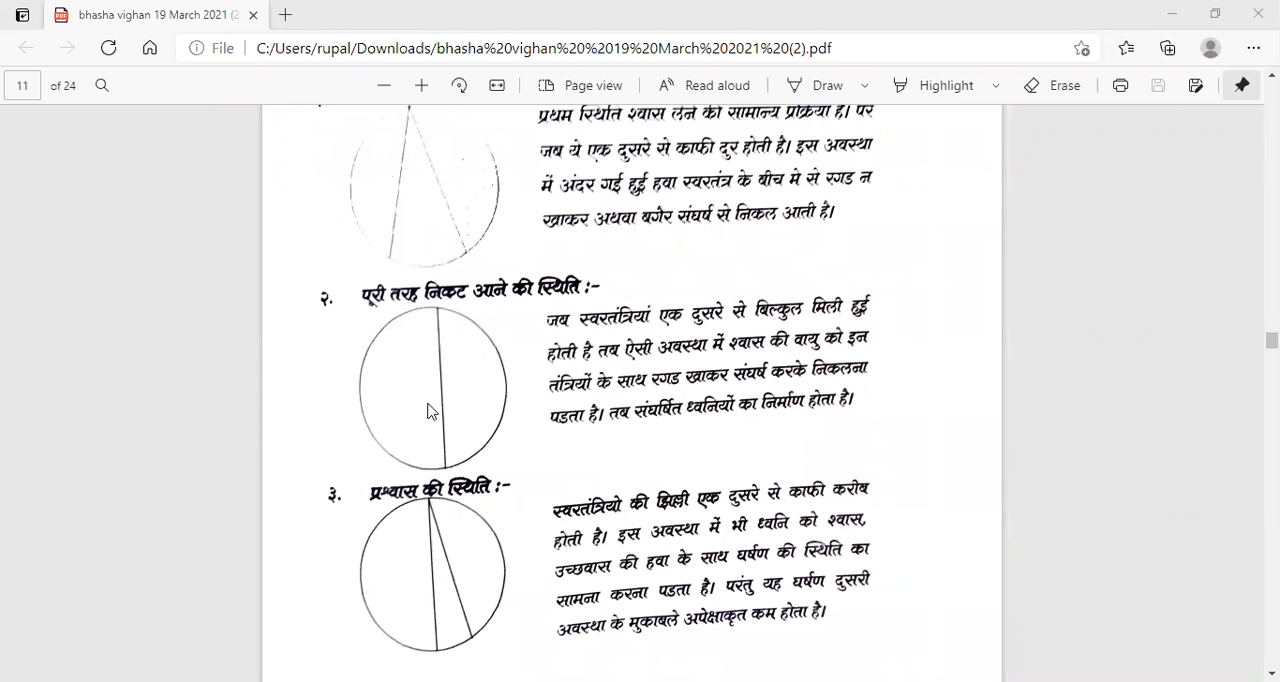 bhasha vighan 19 March 2021 (2
File
C:/Users/rupal/Downloads/bhasha%20vighan%20%2019%20March%202021%20(2).pdf
11 of 24
Page view
Read aloud
Draw
Highlight
Erase
प्रथम स्थिति श्वास लेने की सामान्य प्रक्रिया है। पर
जब ये एक दुसरे से काफी दुर होती है। इस अवस्था
में अंदर गई हुई हवा स्वरतंत्र के बीच मे से रगड न
खाकर अथवा बगैर संघर्ष से निकल आती है।
२. पूरी तरह निकट आने की स्थिति :-
जब स्वरतंत्रियां एक दुसरे से बिल्कुल मिली हुई
होती है तब ऐसी अवस्था में श्वास की वायु को इन
तंत्रियों के साथ रगड खाकर संघर्ष करके निकलना
पडता है। तब संघर्षित ध्वनियों का निर्माण होता है।
३. प्रश्वास की स्थिति :-
स्वरतंत्रियो की झिल्ली एक दुसरे से काफी करीब
होती है। इस अवस्था में भी ध्वनि को श्वास,
उच्छवास की हवा के साथ घर्षण की स्थिति का
सामना करना पडता है। परंतु यह घर्षण दुसरी
अवस्था के मुकाबले अपेक्षाकृत कम होता है।